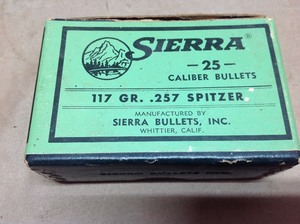 SIERRA®
— 25 —
CALIBER BULLETS
117 GR. .257 SPITZER
MANUFACTURED BY
SIERRA BULLETS, INC.
WHITTIER, CALIF.